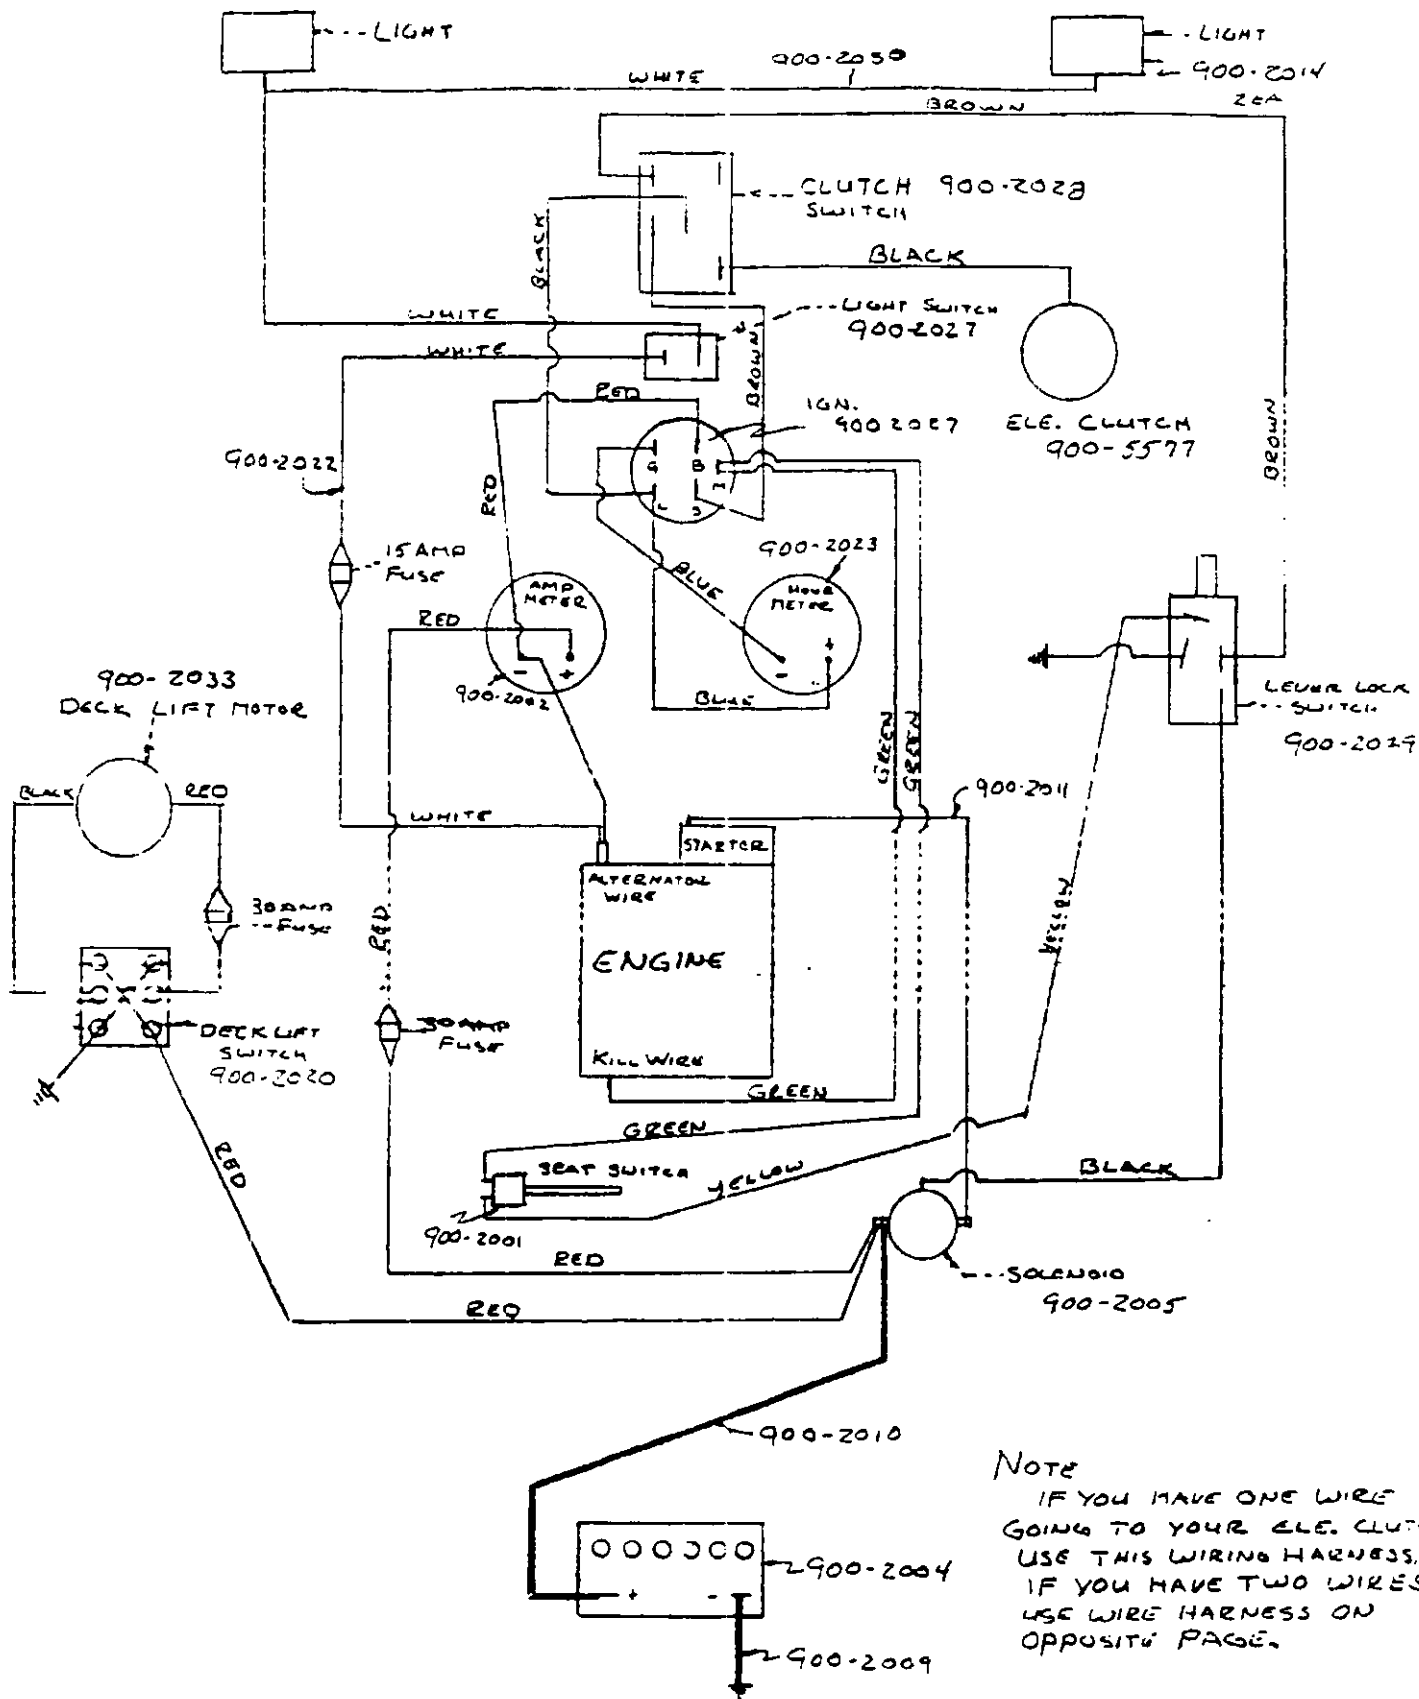 LIGHT
LIGHT
900-2014
2 EA
900-2030
WHITE
BROWN
CLUTCH 900-2028
SWITCH
BLACK
BLACK
LIGHT SWITCH
900-2027
WHITE
WHITE
BROWN
RED
IGN.
900 2027
ELE. CLUTCH
900-5577
BROWN
G
B
I
L
S
900-2022
RED
15 AMP
FUSE
AMP
METER
- +
900-2002
RED
BLUE
900-2023
HOUR
METER
- +
BLUE
LEVER LOCK
SWITCH
900-2029
900-2033
DECK LIFT MOTOR
BLACK
RED
GREEN
GREEN
900-2011
WHITE
STARTER
ALTERNATOR
WIRE
ENGINE
KILL WIRE
30 AMP
FUSE
RED
YELLOW
DECK LIFT
SWITCH
900-2020
30 AMP
FUSE
GREEN
GREEN
RED
SEAT SWITCH
YELLOW
BLACK
900-2001
RED
SOLENOID
900-2005
RED
900-2010
900-2004
+ -
900-2009
NOTE
IF YOU HAVE ONE WIRE
GOING TO YOUR ELE. CLUT
USE THIS WIRING HARNESS.
IF YOU HAVE TWO WIRES
USE WIRE HARNESS ON
OPPOSITE PAGE.